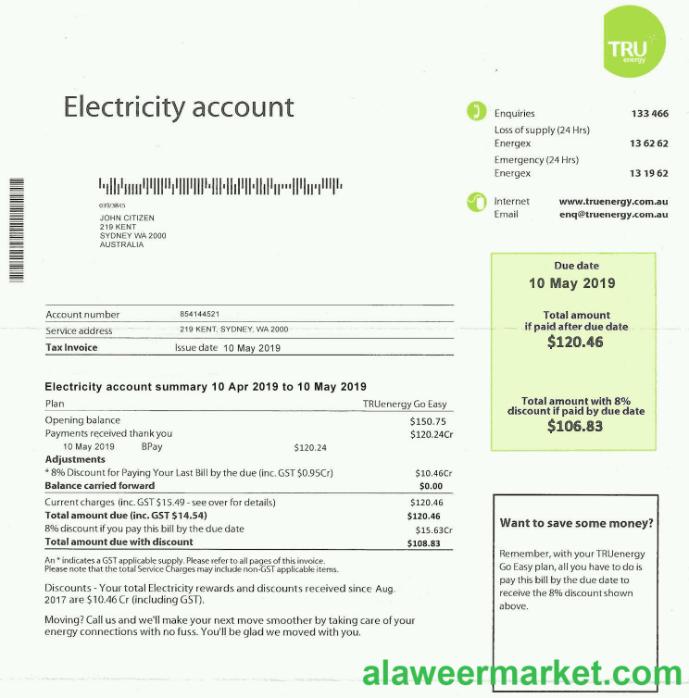 TRU
energy
Electricity account
Enquiries 133 466
Loss of supply (24 Hrs)
Energex 13 62 62
Emergency (24 Hrs)
Energex 13 19 62
Internet www.truenergy.com.au
Email enq@truenergy.com.au
JOHN CITIZEN
219 KENT
SYDNEY WA 2000
AUSTRALIA
Due date
10 May 2019
Total amount
if paid after due date
$120.46
Total amount with 8%
discount if paid by due date
$106.83
Account number 854144521
Service address 219 KENT, SYDNEY, WA 2000
Tax Invoice Issue date 10 May 2019
Electricity account summary 10 Apr 2019 to 10 May 2019
Plan TRUenergy Go Easy
Opening balance $150.75
Payments received thank you $120.24Cr
10 May 2019 BPay $120.24
Adjustments
* 8% Discount for Paying Your Last Bill by the due (inc. GST $0.95Cr) $10.46Cr
Balance carried forward $0.00
Current charges (inc. GST $15.49 - see over for details) $120.46
Total amount due (inc. GST $14.54) $120.46
8% discount if you pay this bill by the due date $15.63Cr
Total amount due with discount $108.83
An * indicates a GST applicable supply. Please refer to all pages of this invoice.
Please note that the total Service Charges may include non-GST applicable items.
Discounts - Your total Electricity rewards and discounts received since Aug.
2017 are $10.46 Cr (including GST).
Moving? Call us and we'll make your next move smoother by taking care of your
energy connections with no fuss. You'll be glad we moved with you.
Want to save some money?
Remember, with your TRUenergy
Go Easy plan, all you have to do is
pay this bill by the due date to
receive the 8% discount shown
above.
alaweermarket.com